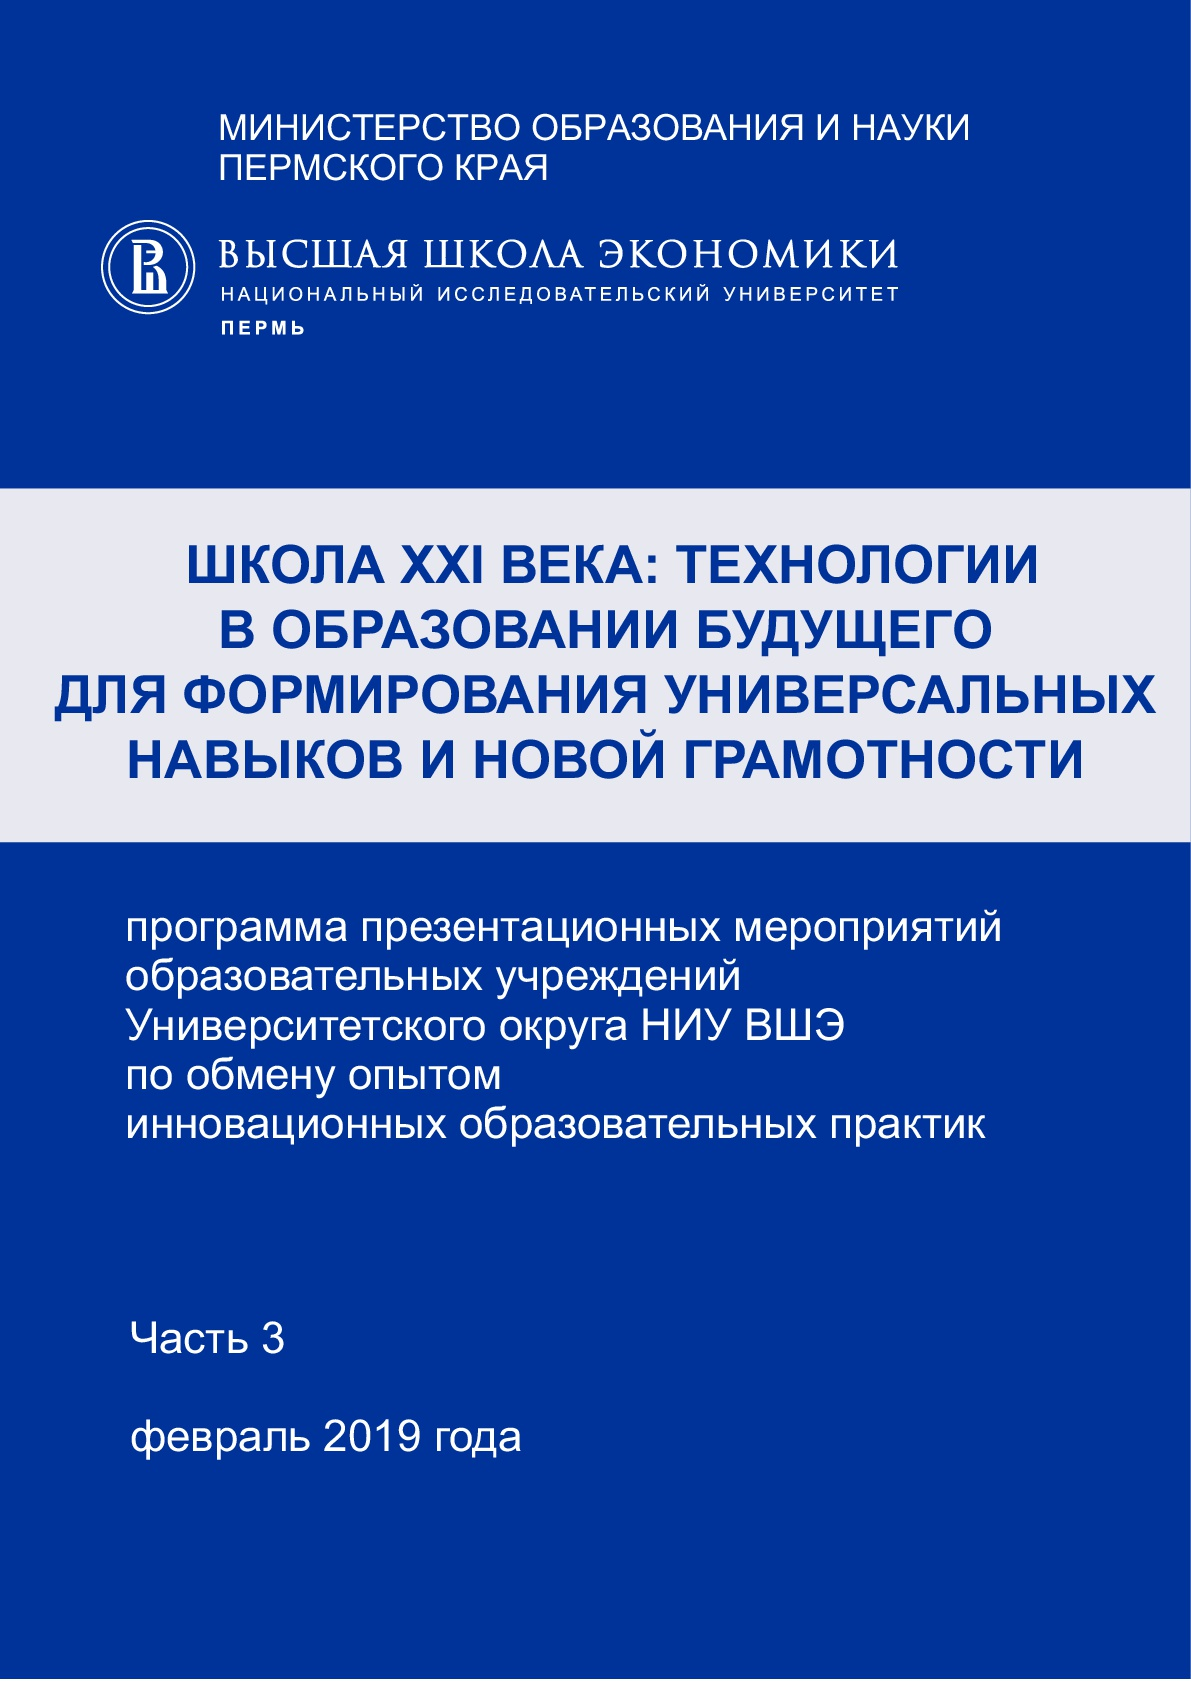 МИНИСТЕРСТВО ОБРАЗОВАНИЯ И НАУКИ
ПЕРМСКОГО КРАЯ
ВЫСШАЯ ШКОЛА ЭКОНОМИКИ
НАЦИОНАЛЬНЫЙ ИССЛЕДОВАТЕЛЬСКИЙ УНИВЕРСИТЕТ
ПЕРМЬ
ШКОЛА XXI ВЕКА: ТЕХНОЛОГИИ
В ОБРАЗОВАНИИ БУДУЩЕГО
ДЛЯ ФОРМИРОВАНИЯ УНИВЕРСАЛЬНЫХ
НАВЫКОВ И НОВОЙ ГРАМОТНОСТИ
программа презентационных мероприятий
образовательных учреждений
Университетского округа НИУ ВШЭ
по обмену опытом
инновационных образовательных практик
Часть 3
февраль 2019 года